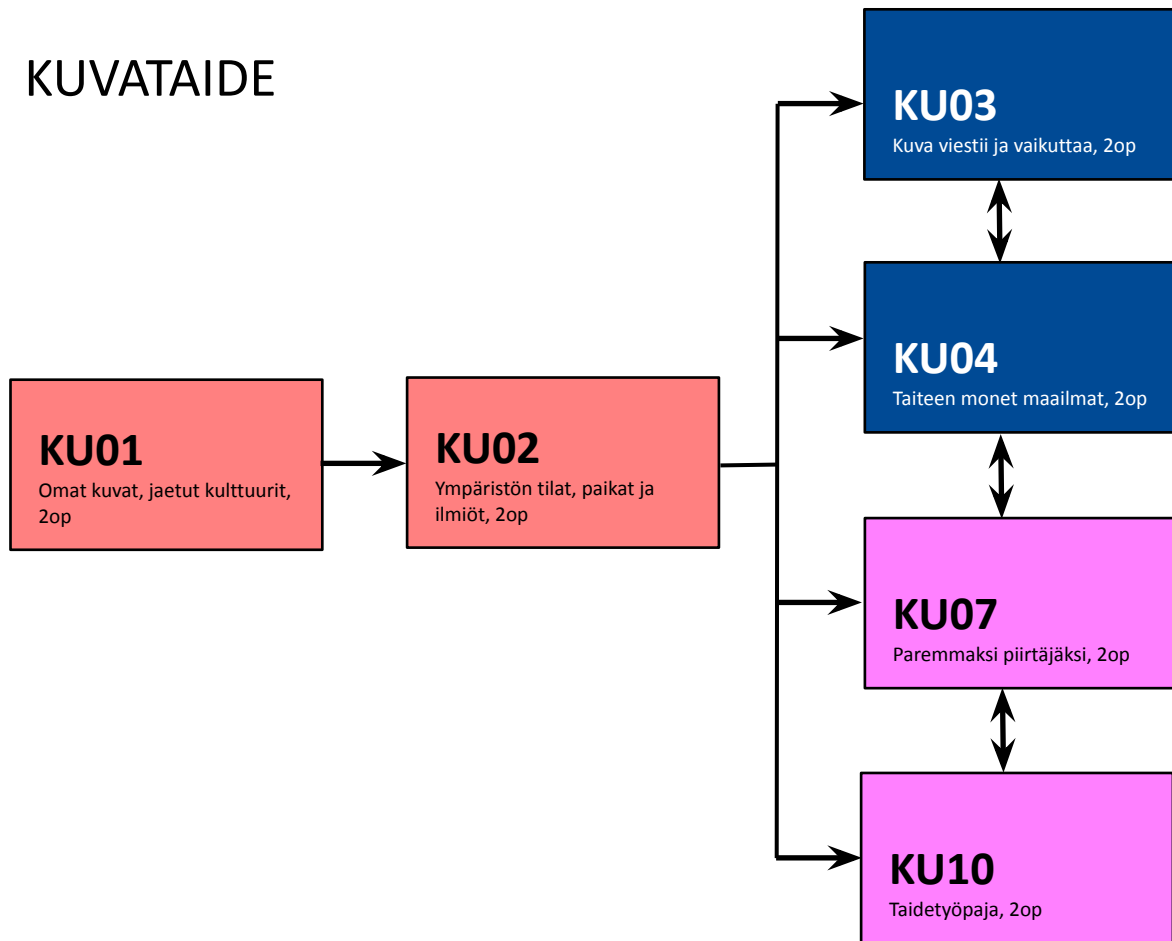 KUVATAIDE
KU01
Omat kuvat, jaetut kulttuurit,
2op
KU02
Ympäristön tilat, paikat ja
ilmiöt, 2op
KU03
Kuva viestii ja vaikuttaa, 2op
KU04
Taiteen monet maailmat, 2op
KU07
Paremmaksi piirtäjäksi, 2op
KU10
Taidetyöpaja, 2op